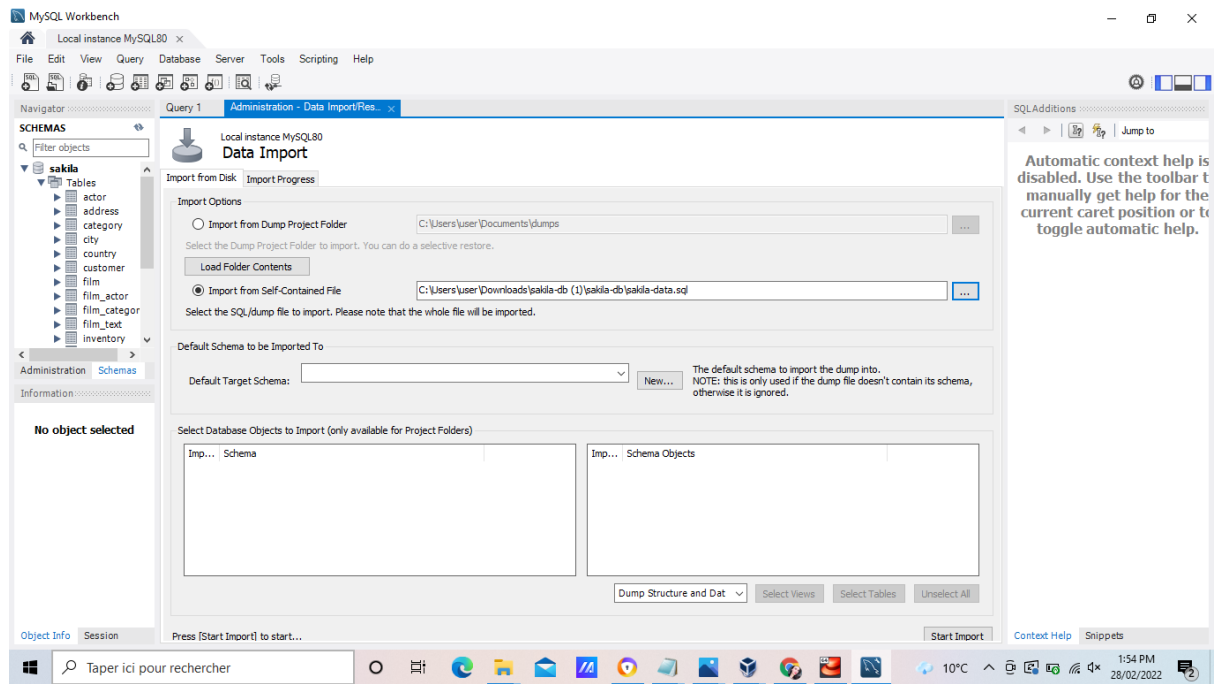 MySQL Workbench
Local instance MySQL80
File Edit View Query Database Server Tools Scripting Help
Navigator
SCHEMAS
Filter objects
sakila
Tables
actor
address
category
city
country
customer
film
film_actor
film_categor
film_text
inventory
Administration Schemas
Information
No object selected
Object Info Session
Query 1 Administration - Data Import/Res...
Local instance MySQL80
Data Import
Import from Disk Import Progress
Import Options
Import from Dump Project Folder C:\Users\user\Documents\dumps ...
Select the Dump Project Folder to import. You can do a selective restore.
Load Folder Contents
Import from Self-Contained File C:\Users\user\Downloads\sakila-db (1)\sakila-db\sakila-data.sql ...
Select the SQL/dump file to import. Please note that the whole file will be imported.
Default Schema to be Imported To
Default Target Schema: New...
The default schema to import the dump into.
NOTE: this is only used if the dump file doesn't contain its schema,
otherwise it is ignored.
Select Database Objects to Import (only available for Project Folders)
Imp... Schema
Imp... Schema Objects
Dump Structure and Dat Select Views Select Tables Unselect All
Press [Start Import] to start... Start Import
SQLAdditions
Jump to
Automatic context help is
disabled. Use the toolbar t
manually get help for the
current caret position or to
toggle automatic help.
Context Help Snippets
Taper ici pour rechercher
10°C
1:54 PM
28/02/2022
2